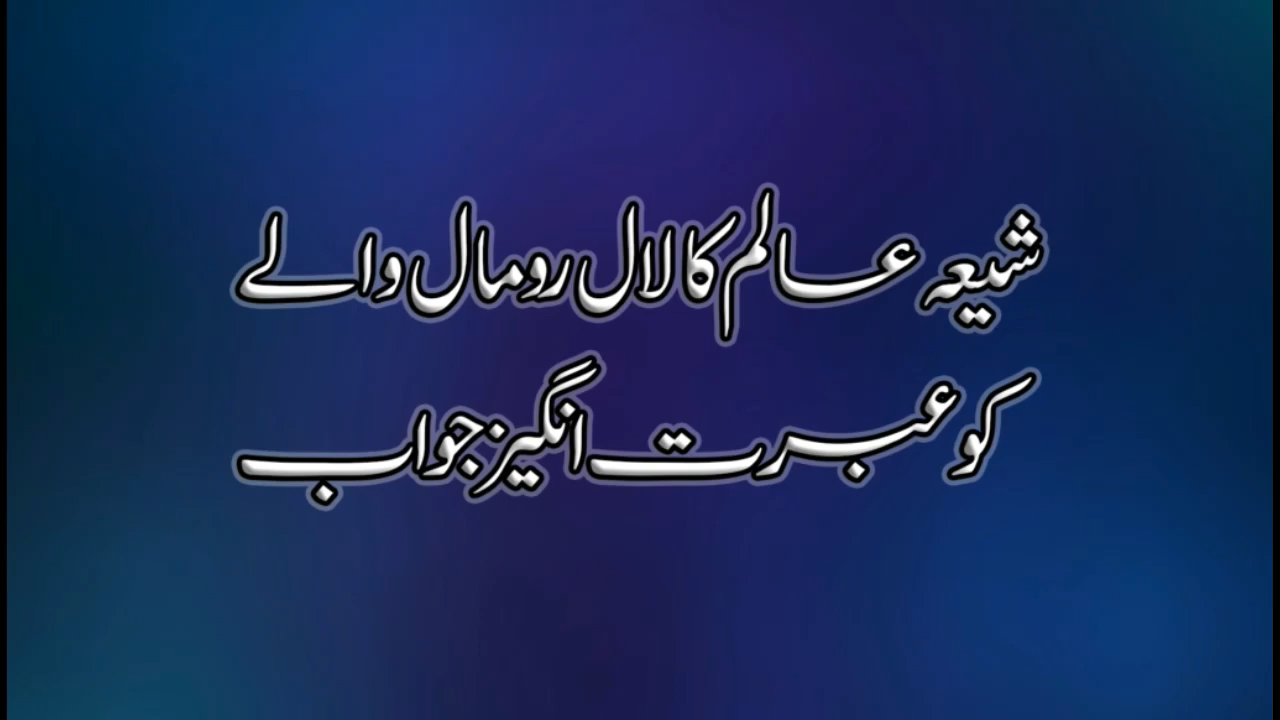 شیعہ عالم کا لال رومال والے
کو عبرت انگیز جواب